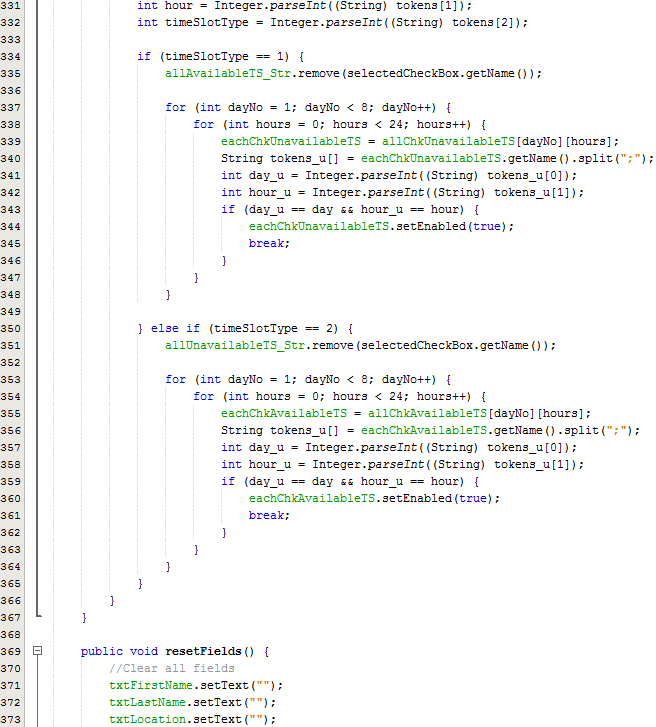 331 int hour = Integer.parseInt((String) tokens[1]);
332 int timeSlotType = Integer.parseInt((String) tokens[2]);
333
334 if (timeSlotType == 1) {
335 allAvailableTS_Str.remove(selectedCheckBox.getName());
336
337 for (int dayNo = 1; dayNo < 8; dayNo++) {
338 for (int hours = 0; hours < 24; hours++) {
339 eachChkUnavailableTS = allChkUnavailableTS[dayNo][hours];
340 String tokens_u[] = eachChkUnavailableTS.getName().split(";");
341 int day_u = Integer.parseInt((String) tokens_u[0]);
342 int hour_u = Integer.parseInt((String) tokens_u[1]);
343 if (day_u == day && hour_u == hour) {
344 eachChkUnavailableTS.setEnabled(true);
345 break;
346 }
347 }
348 }
349
350 } else if (timeSlotType == 2) {
351 allUnavailableTS_Str.remove(selectedCheckBox.getName());
352
353 for (int dayNo = 1; dayNo < 8; dayNo++) {
354 for (int hours = 0; hours < 24; hours++) {
355 eachChkAvailableTS = allChkAvailableTS[dayNo][hours];
356 String tokens_u[] = eachChkAvailableTS.getName().split(";");
357 int day_u = Integer.parseInt((String) tokens_u[0]);
358 int hour_u = Integer.parseInt((String) tokens_u[1]);
359 if (day_u == day && hour_u == hour) {
360 eachChkAvailableTS.setEnabled(true);
361 break;
362 }
363 }
364 }
365 }
366 }
367 }
368
369 public void resetFields() {
370 //Clear all fields
371 txtFirstName.setText("");
372 txtLastName.setText("");
373 txtLocation.setText("");